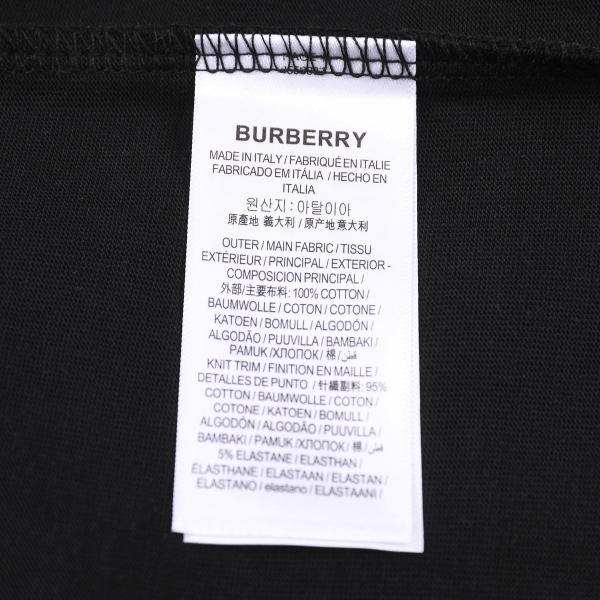 BURBERRY
MADE IN ITALY / FABRIQUÉ EN ITALIE
FABRICADO EM ITÁLIA / HECHO EN
ITALIA
원산지 : 아탈이아
原產地 義大利 / 原产地 意大利
OUTER / MAIN FABRIC / TISSU
EXTÉRIEUR / PRINCIPAL / EXTERIOR -
COMPOSICION PRINCIPAL /
外部/主要布料: 100% COTTON /
BAUMWOLLE / COTON / COTONE /
KATOEN / BOMULL / ALGODÓN /
ALGODÃO / PUUVILLA / BAMBAKI /
PAMUK /ХЛОПОК / 棉 / قطن /
KNIT TRIM / FINITION EN MAILLE /
DETALLES DE PUNTO / 針織副料: 95%
COTTON / BAUMWOLLE / COTON /
COTONE / KATOEN / BOMULL /
ALGODÓN / ALGODÃO / PUUVILLA /
BAMBAKI / PAMUK /ХЛОПОК / 棉 / قطن /
5% ELASTANE / ELASTHAN /
ÉLASTHANE / ELASTAAN / ELASTAN /
ELASTANO / elastano / ELASTAANI /